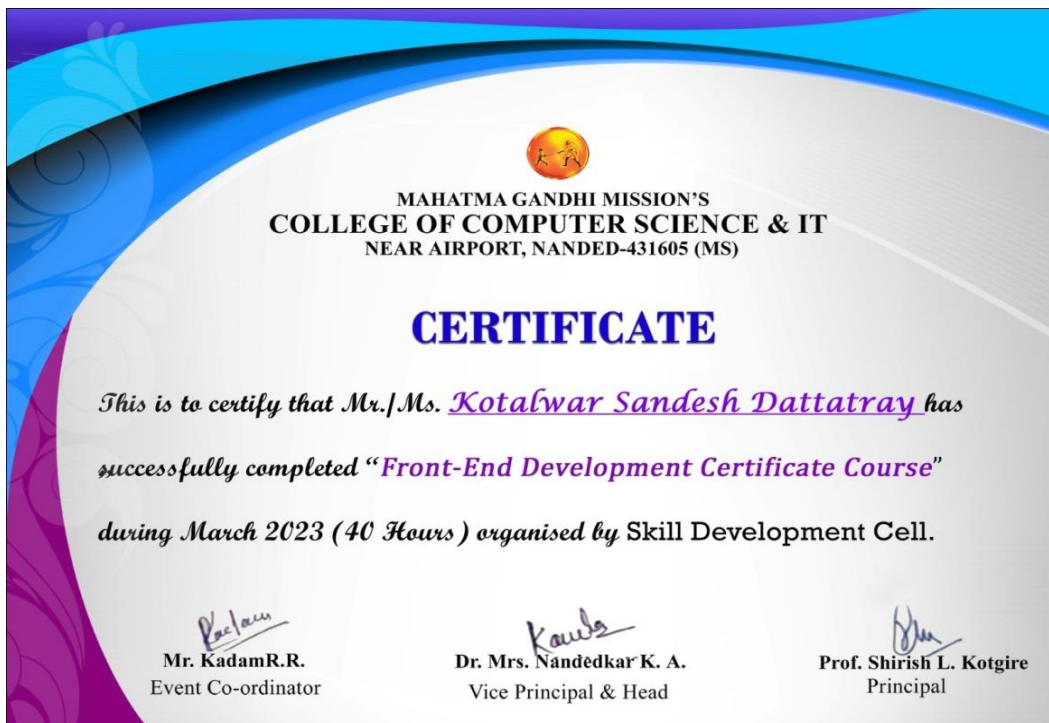 MAHATMA GANDHI MISSION'S
COLLEGE OF COMPUTER SCIENCE & IT
NEAR AIRPORT, NANDED-431605 (MS)
CERTIFICATE
This is to certify that Mr./Ms. Kotalwar Sandesh Dattatray has
successfully completed “Front-End Development Certificate Course”
during March 2023 (40 Hours) organised by Skill Development Cell.
Mr. KadamR.R.
Event Co-ordinator
Dr. Mrs. Nandedkar K. A.
Vice Principal & Head
Prof. Shirish L. Kotgire
Principal